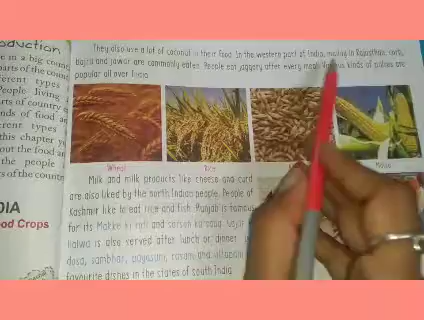 oduction
e in a big coun
parts of the coun
erent types
People living
rts of country
nds of food a
erent types
this chapter
out the food an
the people
s of the countr
DIA
od Crops
They also use a lot of coconut in their food. In the western part of India, mainly in Rajasthan, corn,
bajra and jowar are commonly eaten. People eat jaggery after every meal. Various kinds of pulses are
popular all over India.
Wheat
Rice
Maize
Milk and milk products like cheese and curd
are also liked by the north Indian people. People of
Kashmir like to eat rice and fish. Punjab is famous
for its Makke ki roti and sarson ka saag.
Halwa is also served after lunch or dinner.
dosa, sambhar, payasam, rasam and
favourite dishes in the states of south India